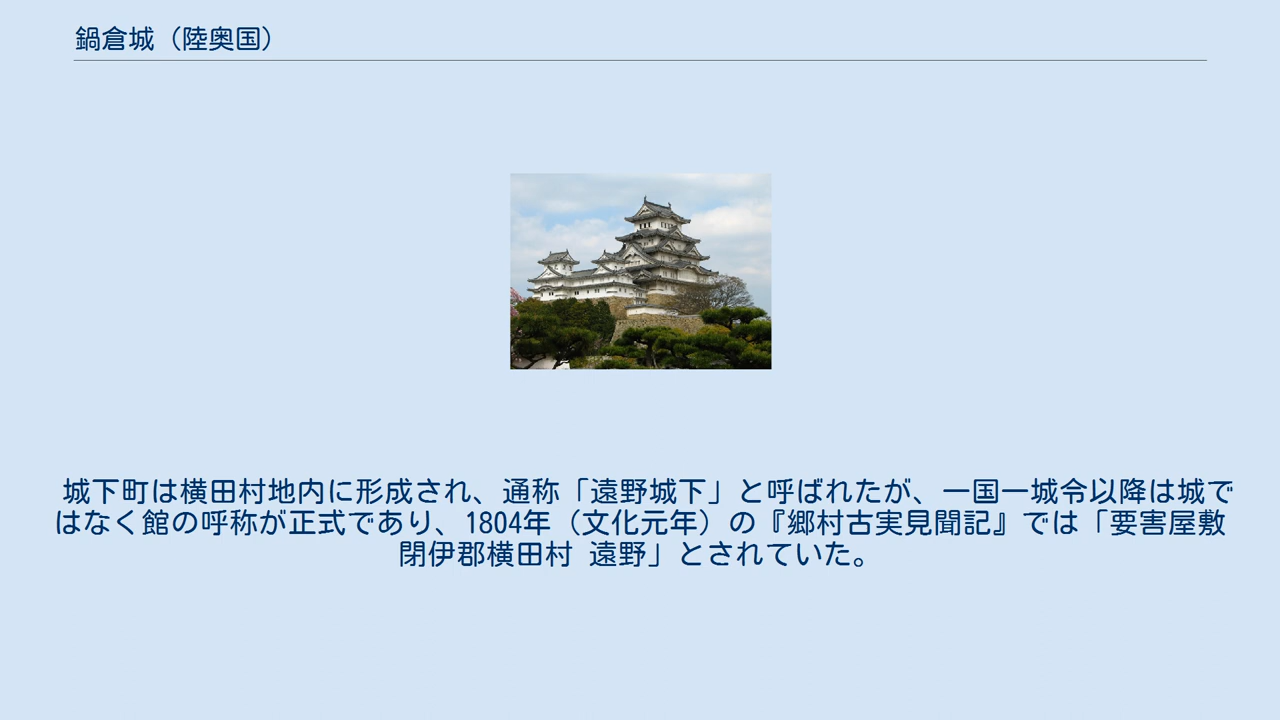 鍋倉城（陸奥国）
城下町は横田村地内に形成され、通称「遠野城下」と呼ばれたが、一国一城令以降は城で
はなく館の呼称が正式であり、1804年（文化元年）の『郷村古実見聞記』では「要害屋敷
閉伊郡横田村 遠野」とされていた。